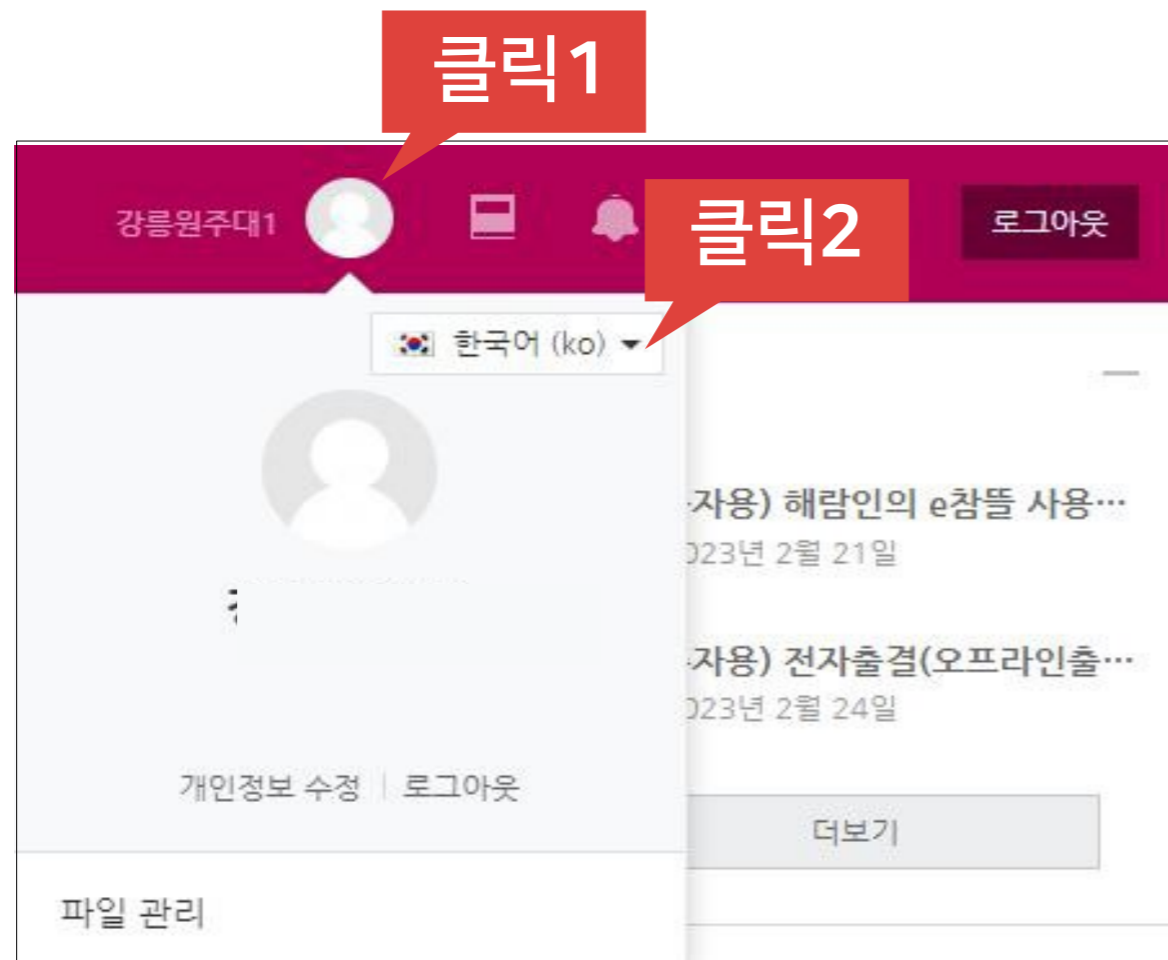 클릭1
강릉원주대1
클릭2
로그아웃
한국어 (ko)
자용) 해람인의 e참뜰 사용…
023년 2월 21일
자용) 전자출결(오프라인출…
023년 2월 24일
개인정보 수정 | 로그아웃
더보기
파일 관리